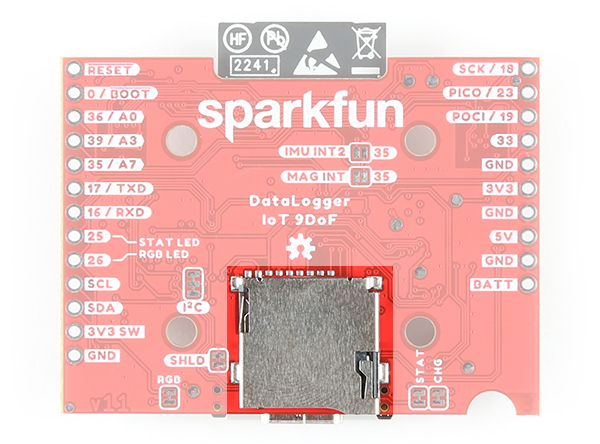 HF Pb
2241.
sparkfun
RESET
0 / BOOT
36 / A0
39 / A3
35 / A7
17 / TXD
16 / RXD
25 STAT LED
26 RGB LED
SCL
SDA
3V3 SW
GND
SCK / 18
PICO / 23
POCI / 19
33
GND
3V3
GND
5V
GND
BATT
IMU INT2 35
MAG INT 35
DataLogger
IoT 9DoF
I²C
SHLD
RGB
STAT
CHG
v11